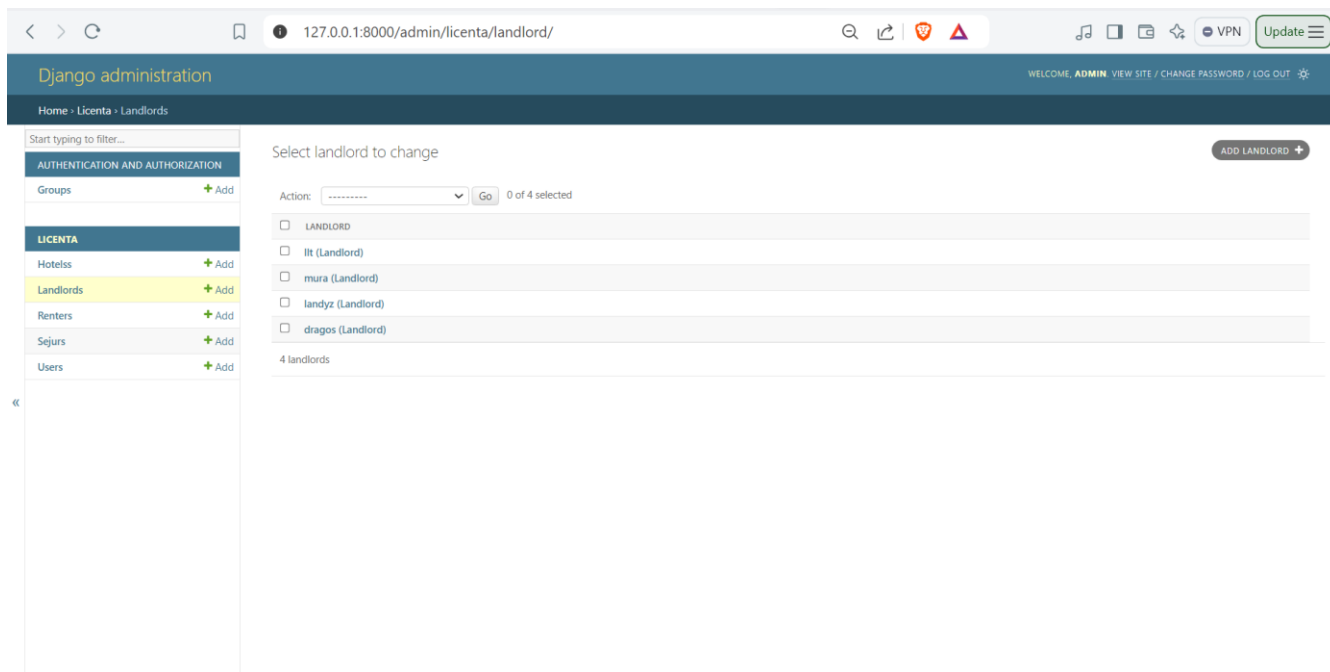 127.0.0.1:8000/admin/licenta/landlord/
VPN
Update
Django administration
WELCOME, ADMIN. VIEW SITE / CHANGE PASSWORD / LOG OUT
Home › Licenta › Landlords
Start typing to filter...
AUTHENTICATION AND AUTHORIZATION
Groups + Add
LICENTA
Hotelss + Add
Landlords + Add
Renters + Add
Sejurs + Add
Users + Add
«
Select landlord to change
ADD LANDLORD +
Action: --------- Go 0 of 4 selected
LANDLORD
(Landlord)
mura (Landlord)
landyz (Landlord)
dragos (Landlord)
4 landlords